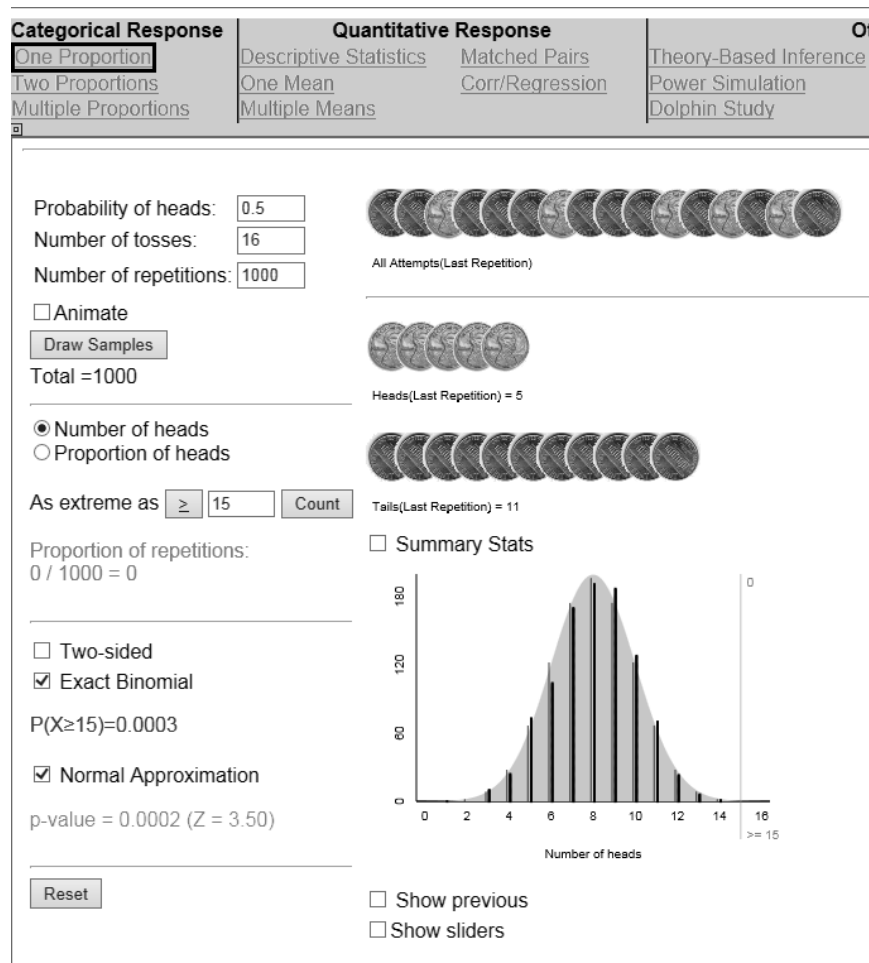 Categorical Response
One Proportion
Two Proportions
Multiple Proportions
Quantitative Response
Descriptive Statistics Matched Pairs
One Mean Corr/Regression
Multiple Means
Theory-Based Inference
Power Simulation
Dolphin Study
Probability of heads: 0.5
Number of tosses: 16
Number of repetitions: 1000
Animate
Draw Samples
Total =1000
Number of heads
Proportion of heads
As extreme as ≥ 15 Count
Proportion of repetitions:
0 / 1000 = 0
Two-sided
Exact Binomial
P(X≥15)=0.0003
Normal Approximation
p-value = 0.0002 (Z = 3.50)
Reset
All Attempts(Last Repetition)
Heads(Last Repetition) = 5
Tails(Last Repetition) = 11
Summary Stats
180
120
60
0
0
0 2 4 6 8 10 12 14 16
>= 15
Number of heads
Show previous
Show sliders